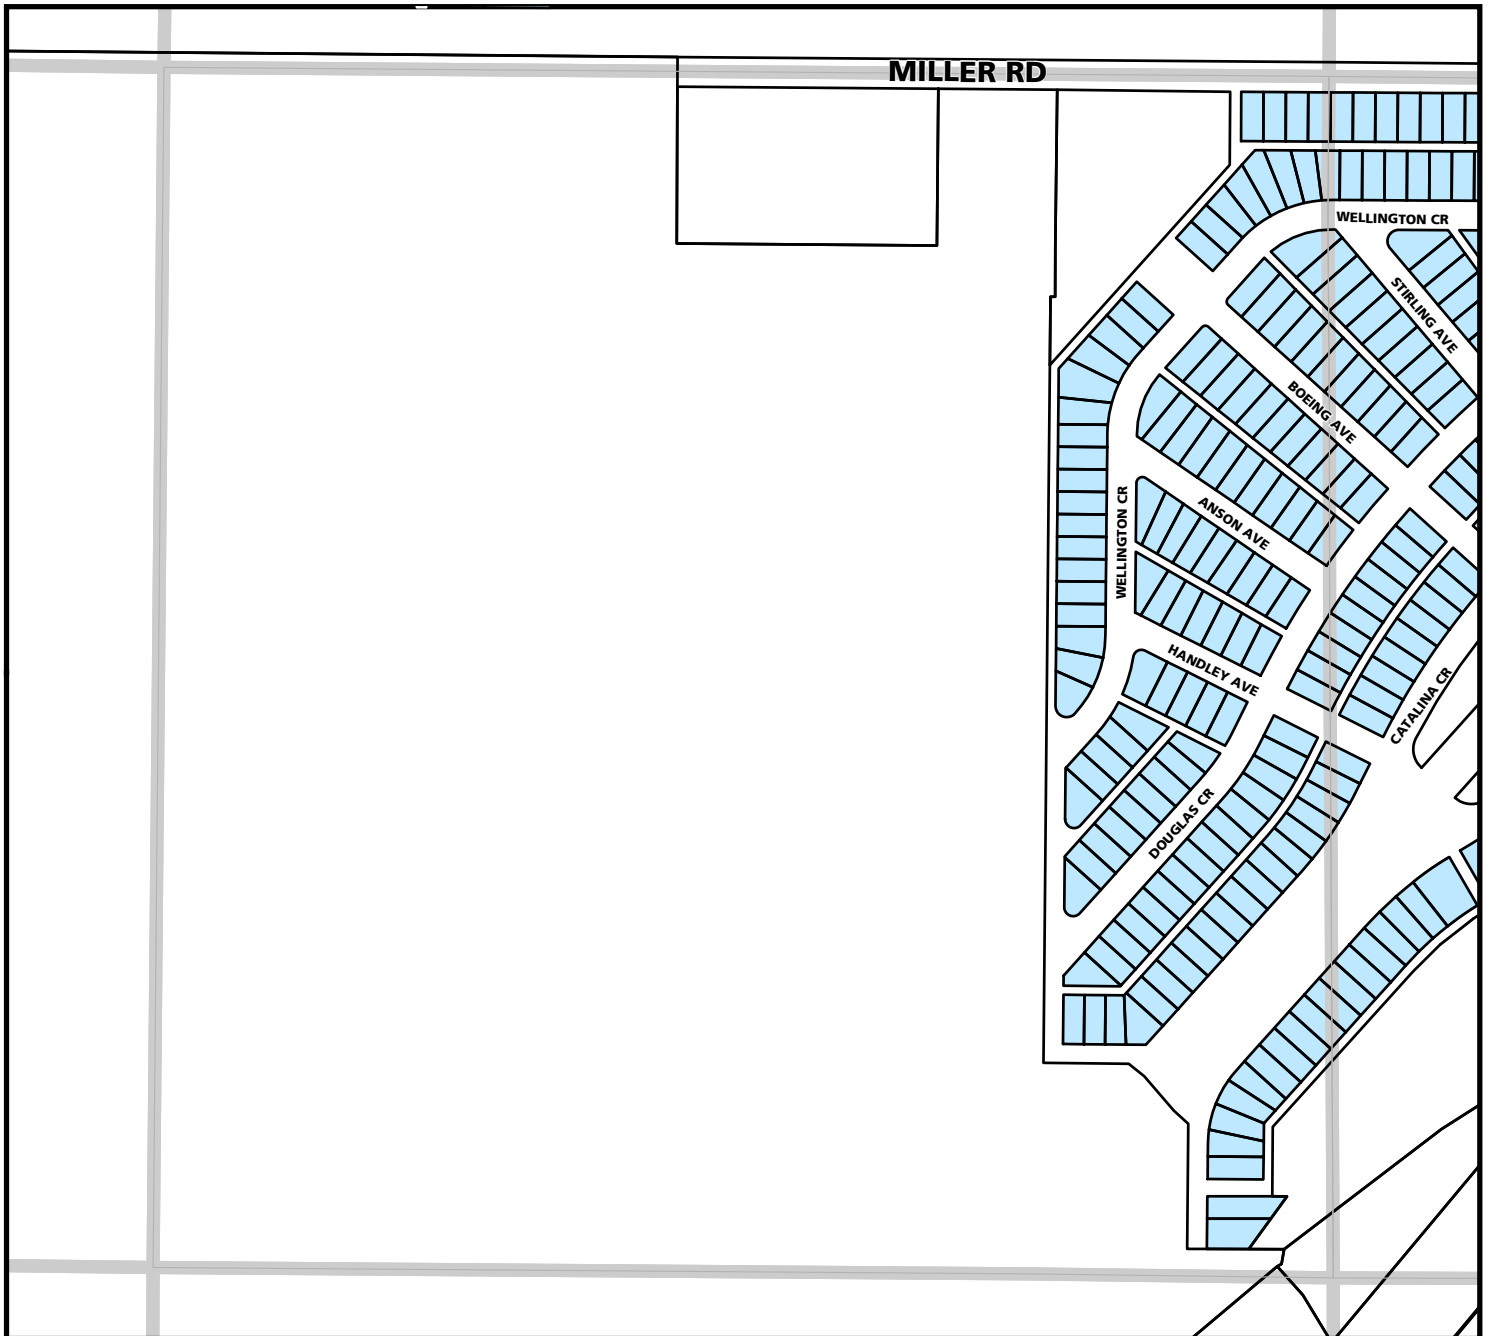 MILLER RD
WELLINGTON CR
STIRLING AVE
BOEING AVE
WELLINGTON CR
ANSON AVE
HANDLEY AVE
CATALINA CR
DOUGLAS CR